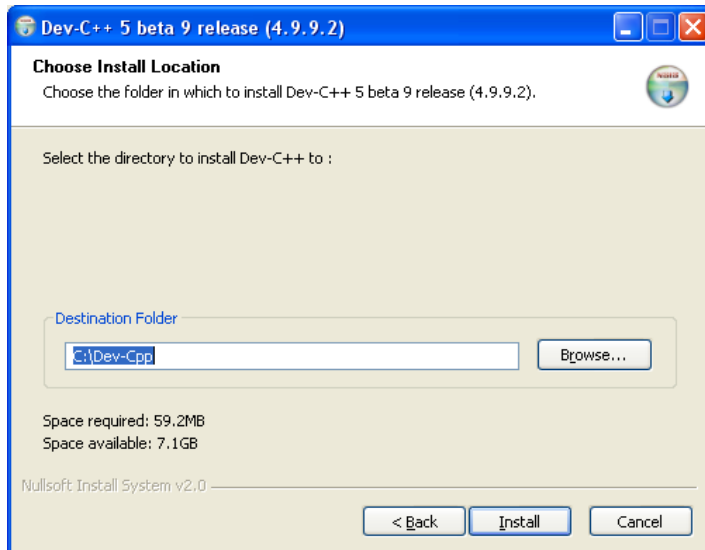 Dev-C++ 5 beta 9 release (4.9.9.2)
Choose Install Location
Choose the folder in which to install Dev-C++ 5 beta 9 release (4.9.9.2).
Select the directory to install Dev-C++ to :
Destination Folder
C:\Dev-Cpp
Browse...
Space required: 59.2MB
Space available: 7.1GB
Nullsoft Install System v2.0
< Back
Install
Cancel